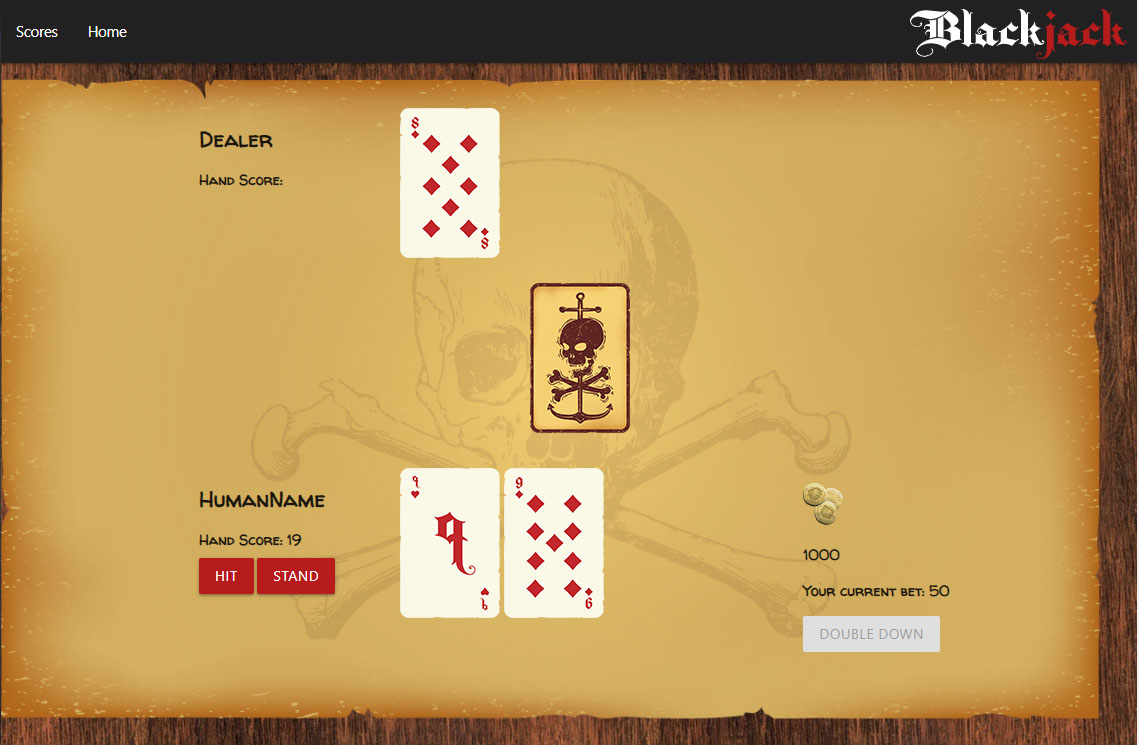 Scores Home Blackjack
8
Dealer
Hand Score:
8
9
HumanName
Hand Score: 19
HIT STAND
9
1000
Your current bet: 50
DOUBLE DOWN